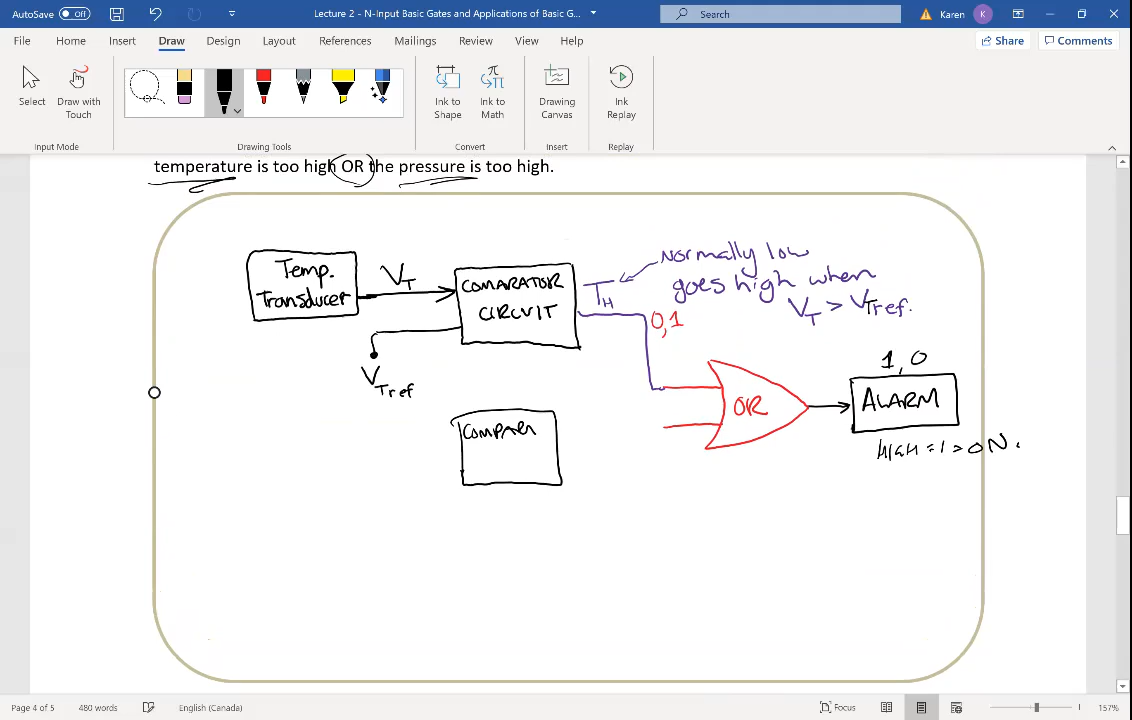 AutoSave Off
Lecture 2 - N-Input Basic Gates and Applications of Basic G...
Search
Karen K
File Home Insert Draw Design Layout References Mailings Review View Help
Share Comments
Select
Draw with Touch
Ink to Shape
Ink to Math
Drawing Canvas
Ink Replay
Input Mode
Drawing Tools
Convert
Insert
Replay
temperature is too high OR the pressure is too high.
Temp.
Transducer
VT
COMARATOR
CIRCUIT
TH
Normally low
goes high when
VT > VTref.
0,1
VTref
OR
1,0
ALARM
HIGH = 1 > ON.
Page 4 of 5
480 words
English (Canada)
Focus
157%